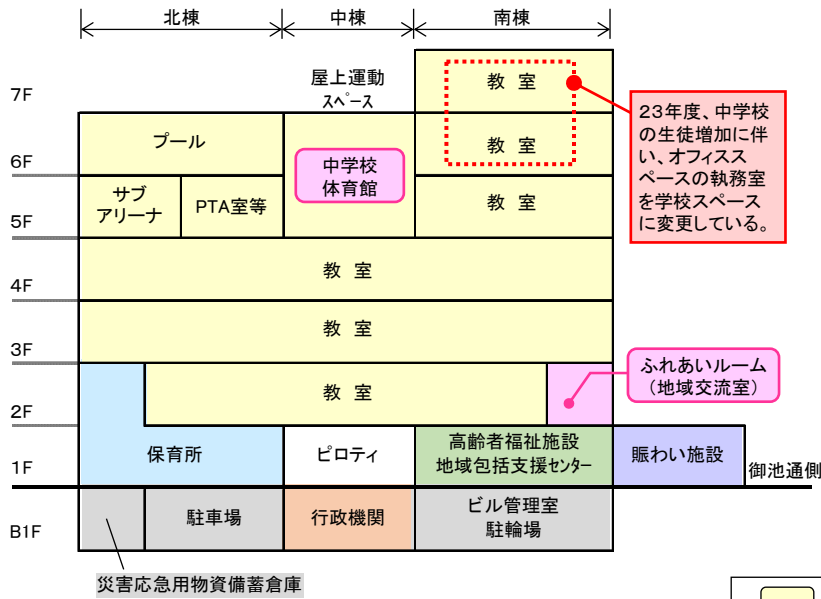 北棟
中棟
南棟
7F
屋上運動
スペース
教 室
23年度、中学校
の生徒増加に伴
い、オフィスス
ペースの執務室
を学校スペース
に変更している。
6F
プール
中学校
体育館
教 室
5F
サブ
アリーナ
PTA室等
教 室
4F
教 室
3F
教 室
2F
教 室
ふれあいルーム
（地域交流室）
1F
保育所
ピロティ
高齢者福祉施設
地域包括支援センター
賑わい施設
御池通側
B1F
駐車場
行政機関
ビル管理室
駐輪場
災害応急用物資備蓄倉庫